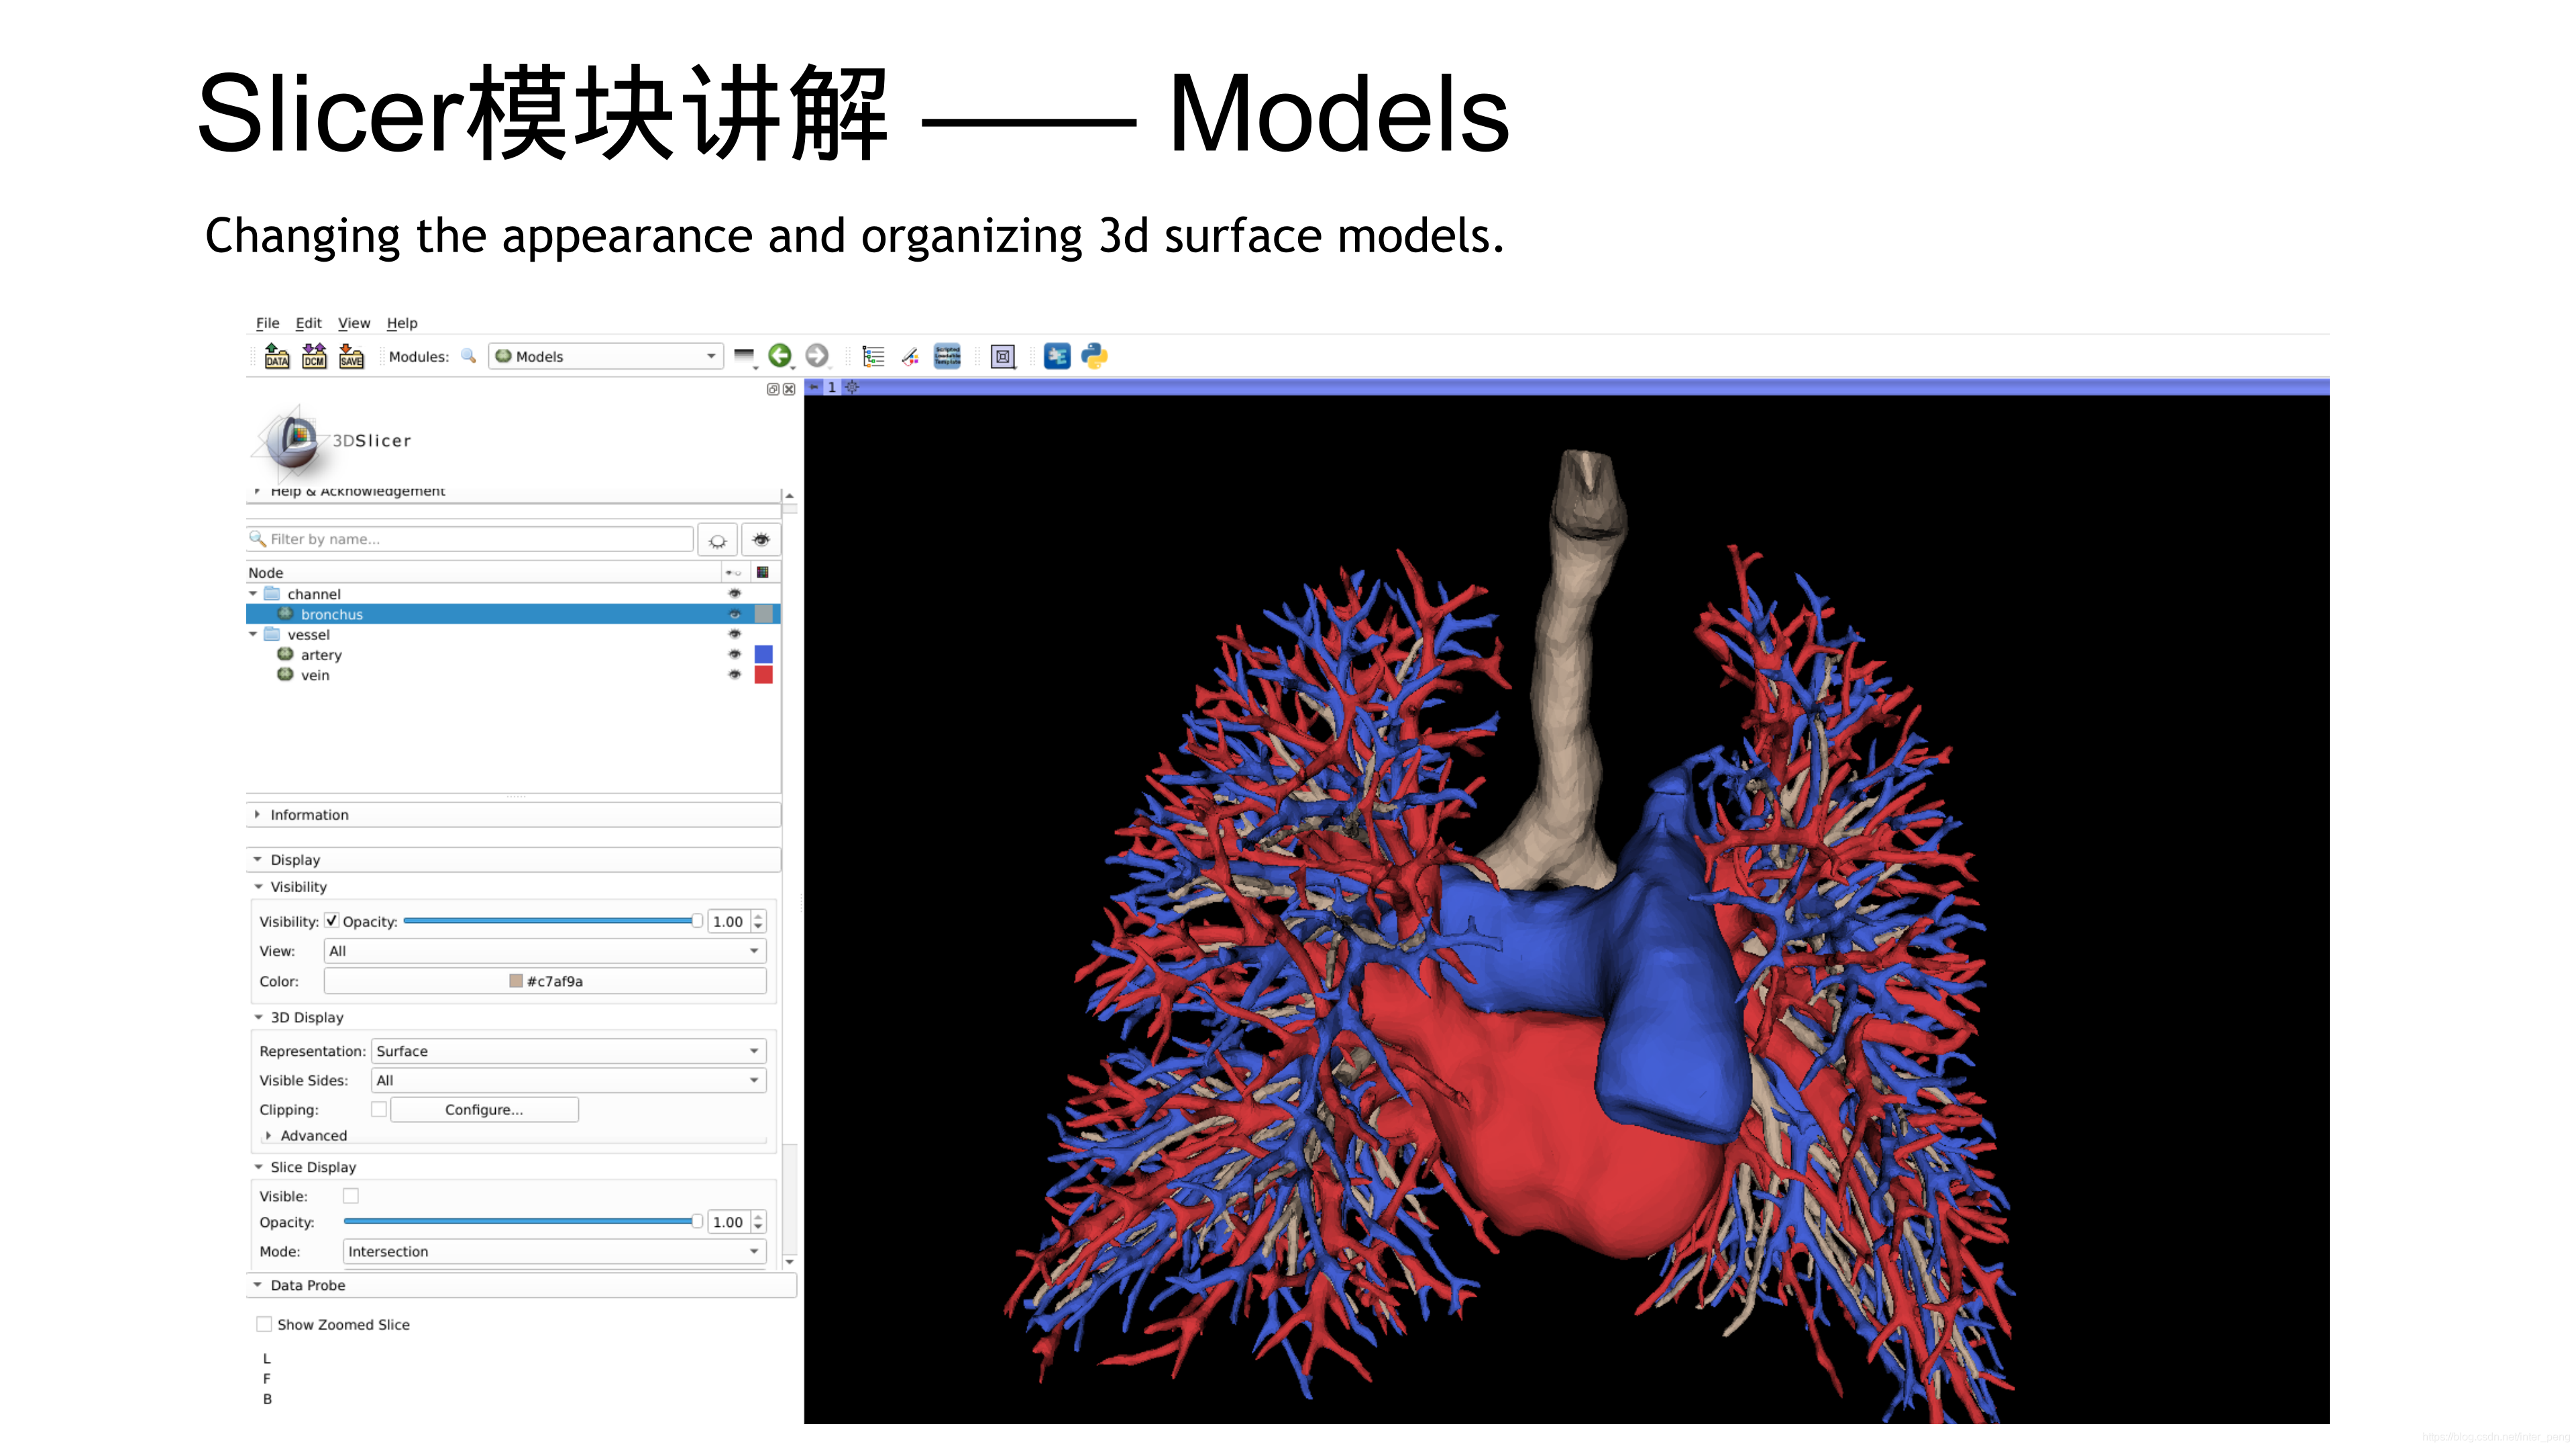 Slicer模块讲解 —— Models
Changing the appearance and organizing 3d surface models.
File Edit View Help
DATA DCM SAVE Modules: Models
1
3DSlicer
Help & Acknowledgement
Filter by name...
Node
channel
bronchus
vessel
artery
vein
Information
Display
Visibility
Visibility: Opacity: 1.00
View: All
Color: #c7af9a
3D Display
Representation: Surface
Visible Sides: All
Clipping: Configure...
Advanced
Slice Display
Visible:
Opacity: 1.00
Mode: Intersection
Data Probe
Show Zoomed Slice
L
F
B